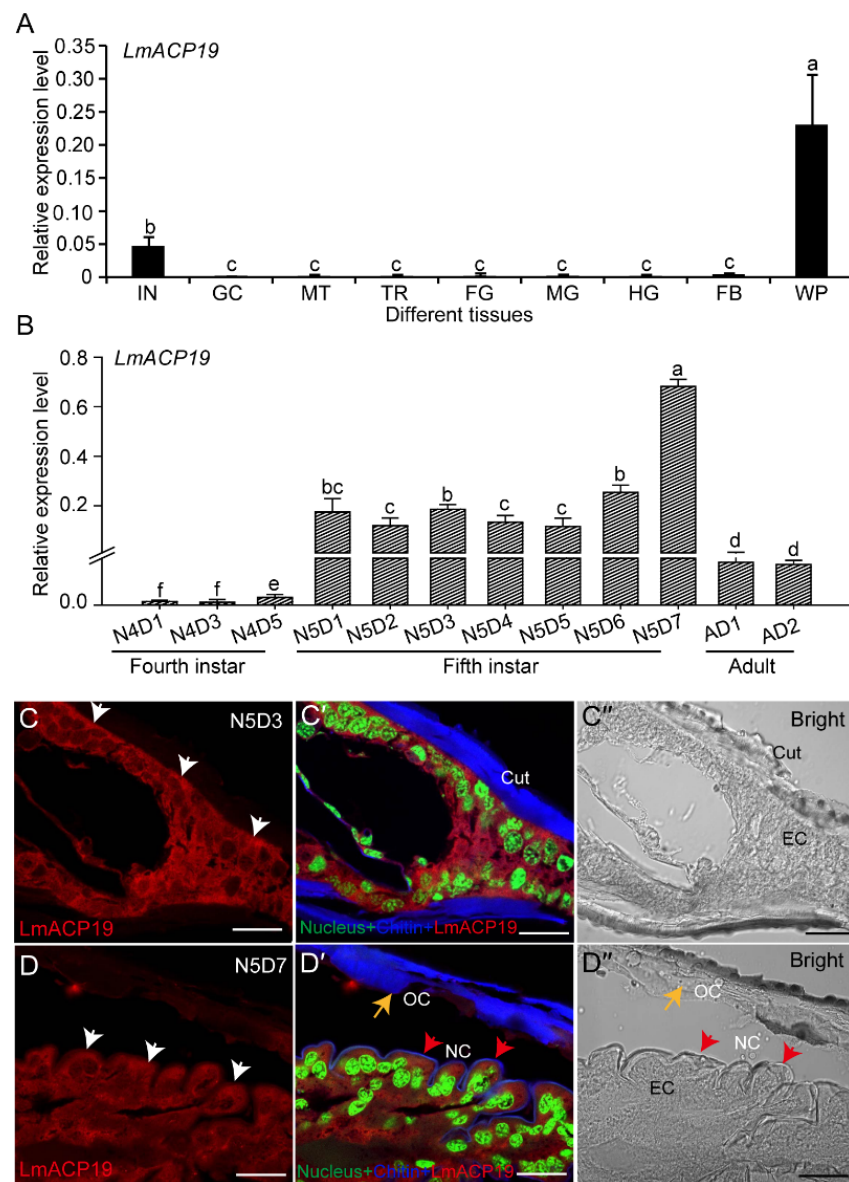 A
LmACP19
Relative expression level
0.35
0.30
0.25
0.20
0.15
0.10
0.05
0
b
c
c
c
c
c
c
c
a
IN GC MT TR FG MG HG FB WP
Different tissues
B
LmACP19
Relative expression level
0.8
0.6
0.4
0.2
0.0
f
f
e
bc
c
b
c
c
b
a
d
d
N4D1 N4D3 N4D5 N5D1 N5D2 N5D3 N5D4 N5D5 N5D6 N5D7 AD1 AD2
Fourth instar Fifth instar Adult
C
N5D3
LmACP19
C'
Cut
Nucleus+Chitin+LmACP19
C''
Bright
Cut
EC
D
N5D7
LmACP19
D'
OC
NC
Nucleus+Chitin+LmACP19
D''
Bright
OC
NC
EC